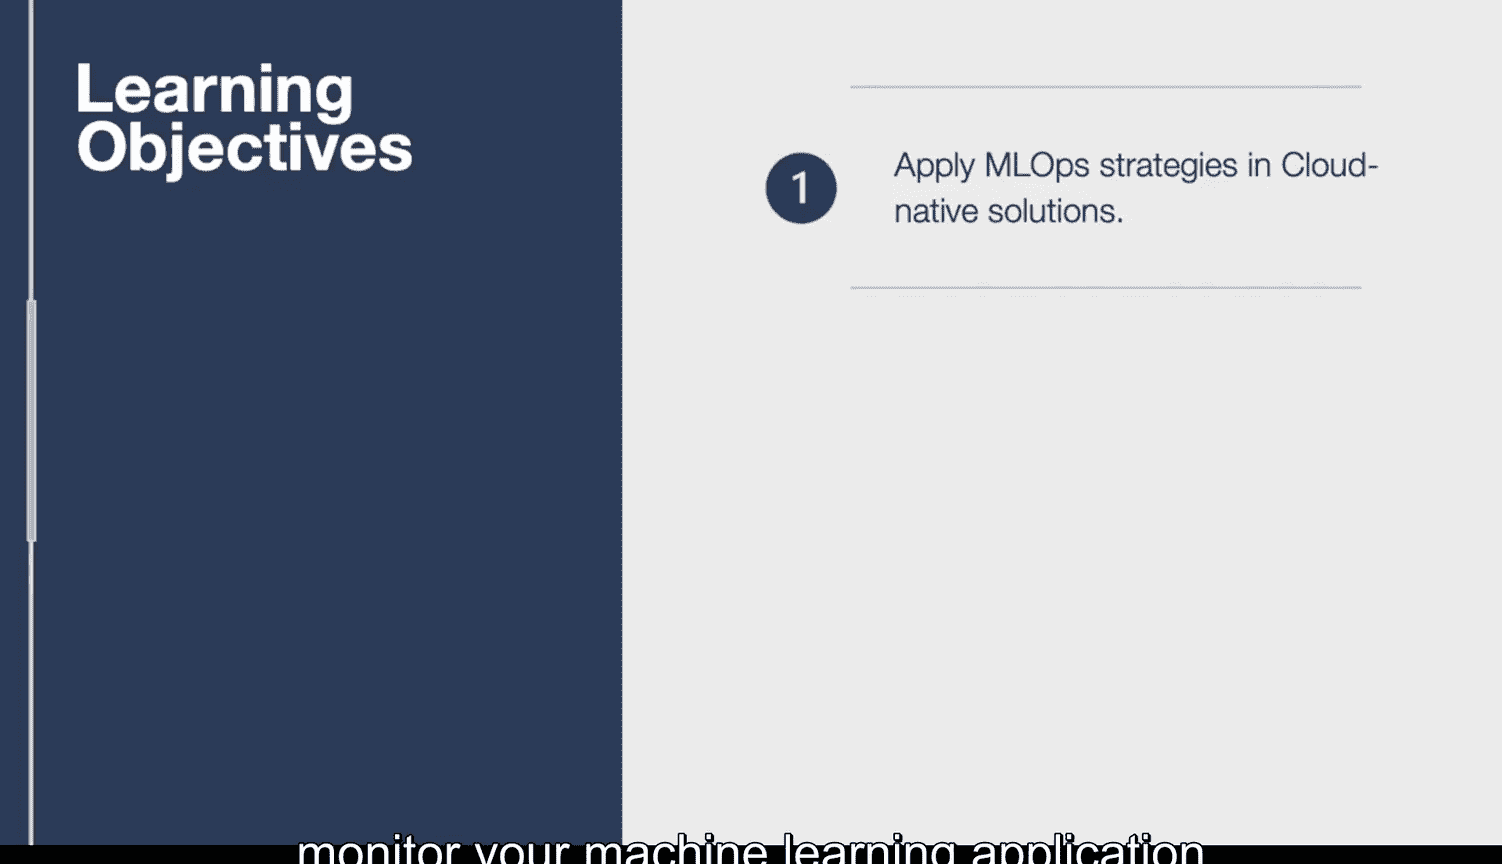 Learning
Objectives
1
Apply MLOps strategies in Cloud-
native solutions.
monitor your machine learning application